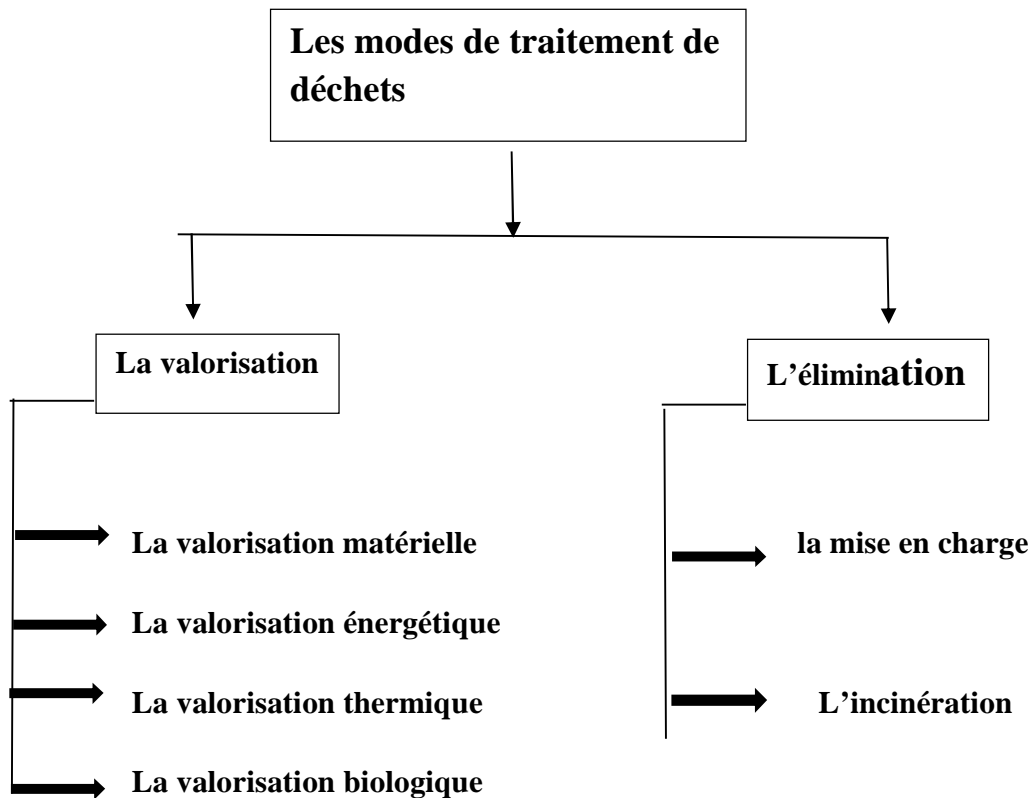 Les modes de traitement de
déchets
La valorisation
L’élimination
La valorisation matérielle
La valorisation énergétique
La valorisation thermique
La valorisation biologique
la mise en charge
L’incinération